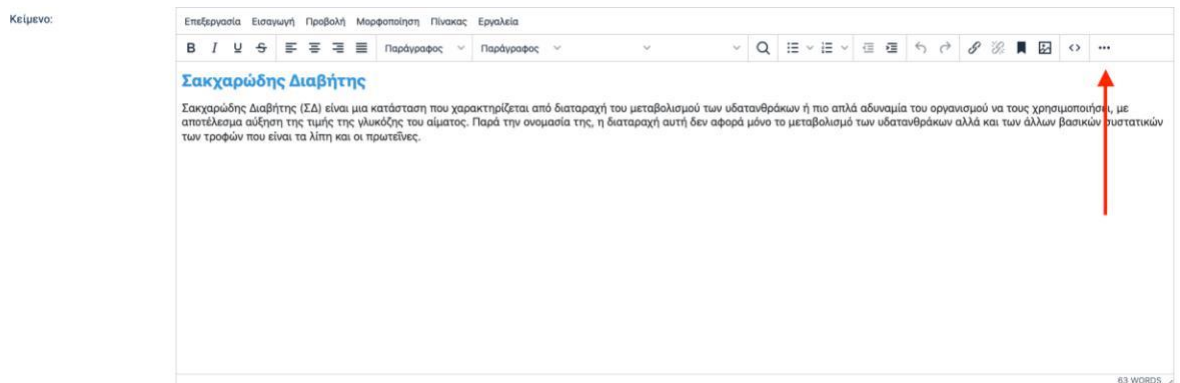 Κείμενο:
Επεξεργασία Εισαγωγή Προβολή Μορφοποίηση Πίνακας Εργαλεία
B I U S Παράγραφος Παράγραφος
Σακχαρώδης Διαβήτης
Σακχαρώδης Διαβήτης (ΣΔ) είναι μια κατάσταση που χαρακτηρίζεται από διαταραχή του μεταβολισμού των υδατανθράκων ή πιο απλά αδυναμία του οργανισμού να τους χρησιμοποιήσει, με
αποτέλεσμα αύξηση της τιμής της γλυκόζης του αίματος. Παρά την ονομασία της, η διαταραχή αυτή δεν αφορά μόνο το μεταβολισμό των υδατανθράκων αλλά και των άλλων βασικών συστατικών
των τροφών που είναι τα λίπη και οι πρωτεΐνες.
63 WORDS